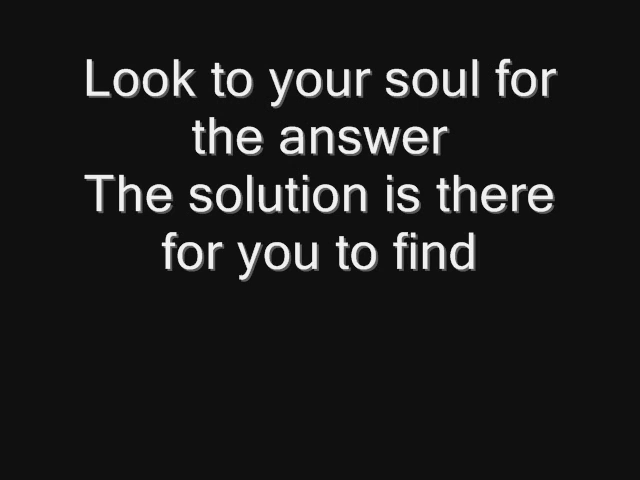 Look to your soul for
the answer
The solution is there
for you to find